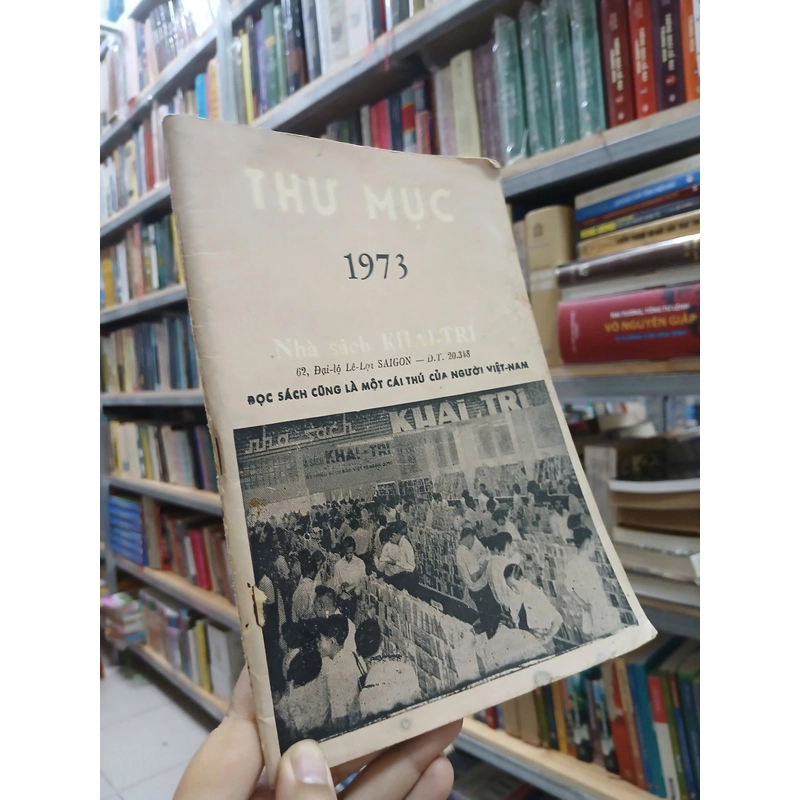 THƯ MỤC
1973
Nhà sách KHAI-TRÍ
62, Đại-lộ Lê-Lợi SAIGON — Đ.T. 20.348
ĐỌC SÁCH CŨNG LÀ MỘT CÁI THÚ CỦA NGƯỜI VIỆT-NAM
nhà sách KHAI-TRÍ
KHAI-TRÍ
VÕ NGUYÊN GIÁP